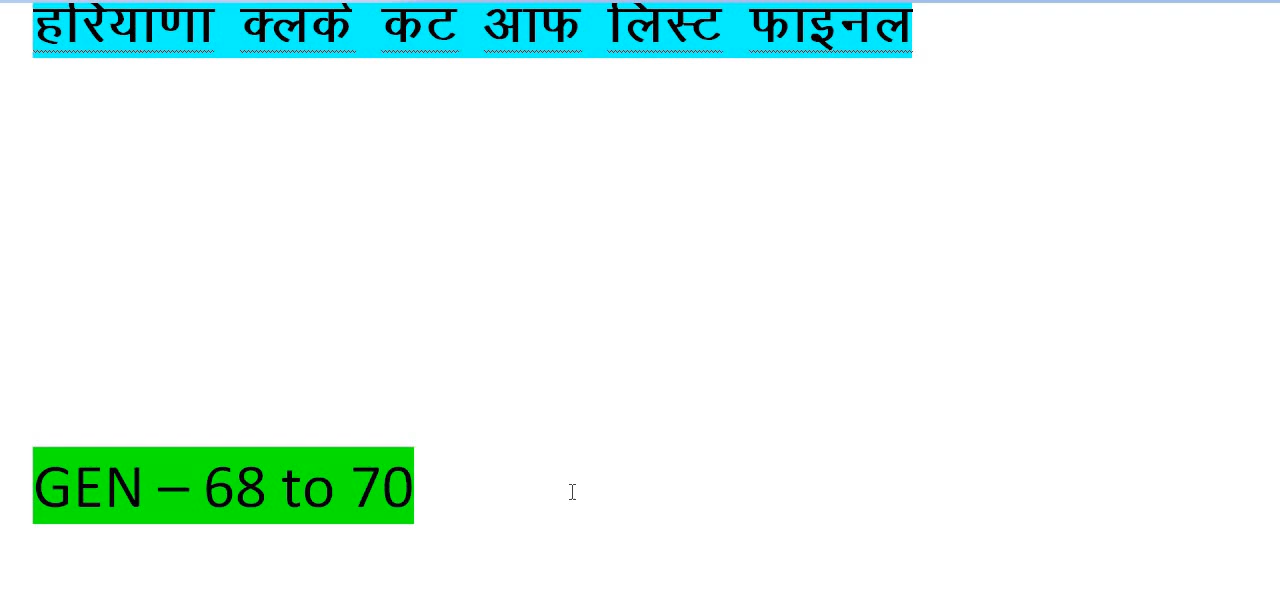 हरियाणा क्लर्क कट आफ लिस्ट फाइनल
GEN – 68 to 70